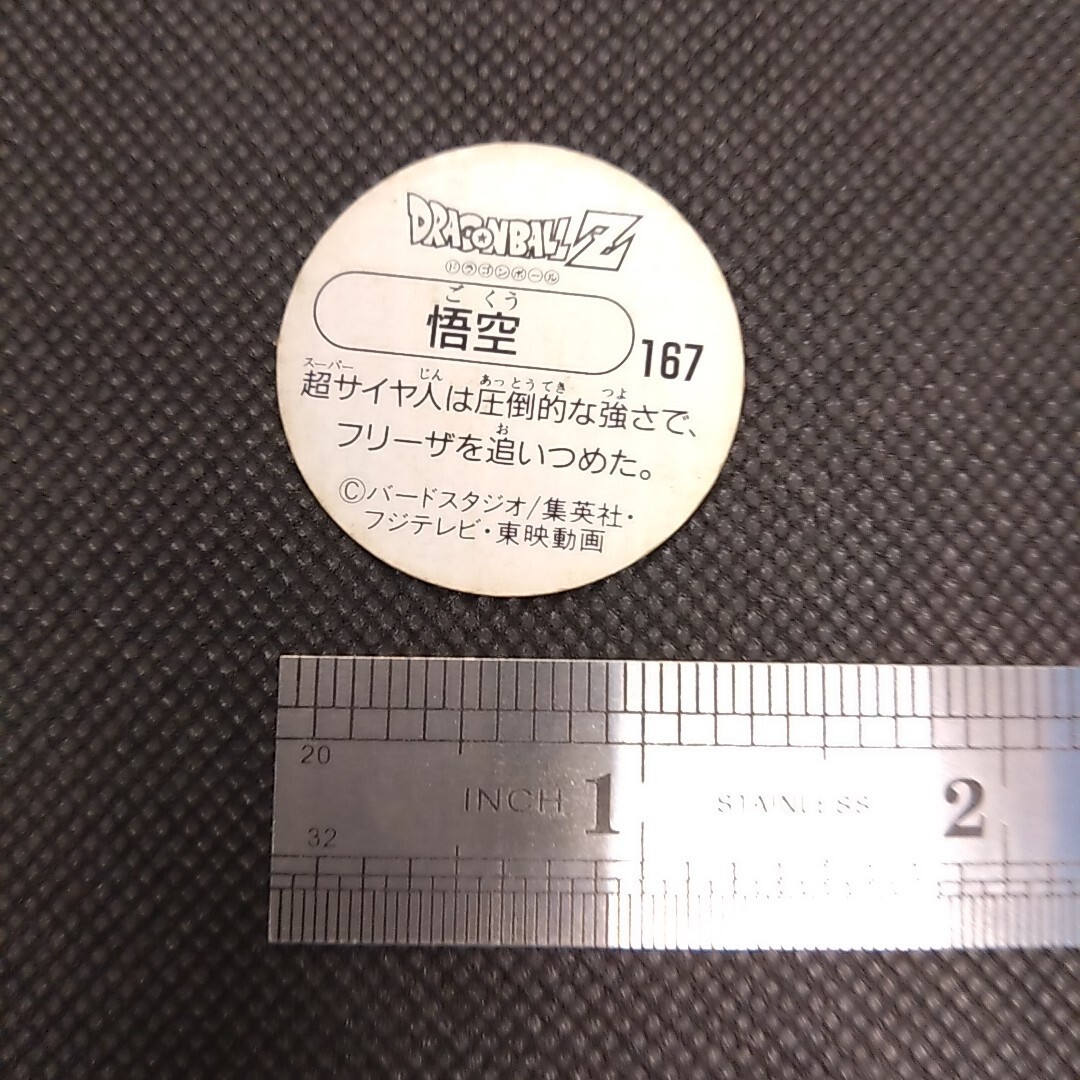 DRAGONBALL Z
ドラゴンボール
ごくう
悟空
167
スーパー じん あっとうてき つよ
超サイヤ人は圧倒的な強さで、
お
フリーザを追いつめた。
©バードスタジオ/集英社・
フジテレビ・東映動画
20
INCH 1 STAINLESS 2
32